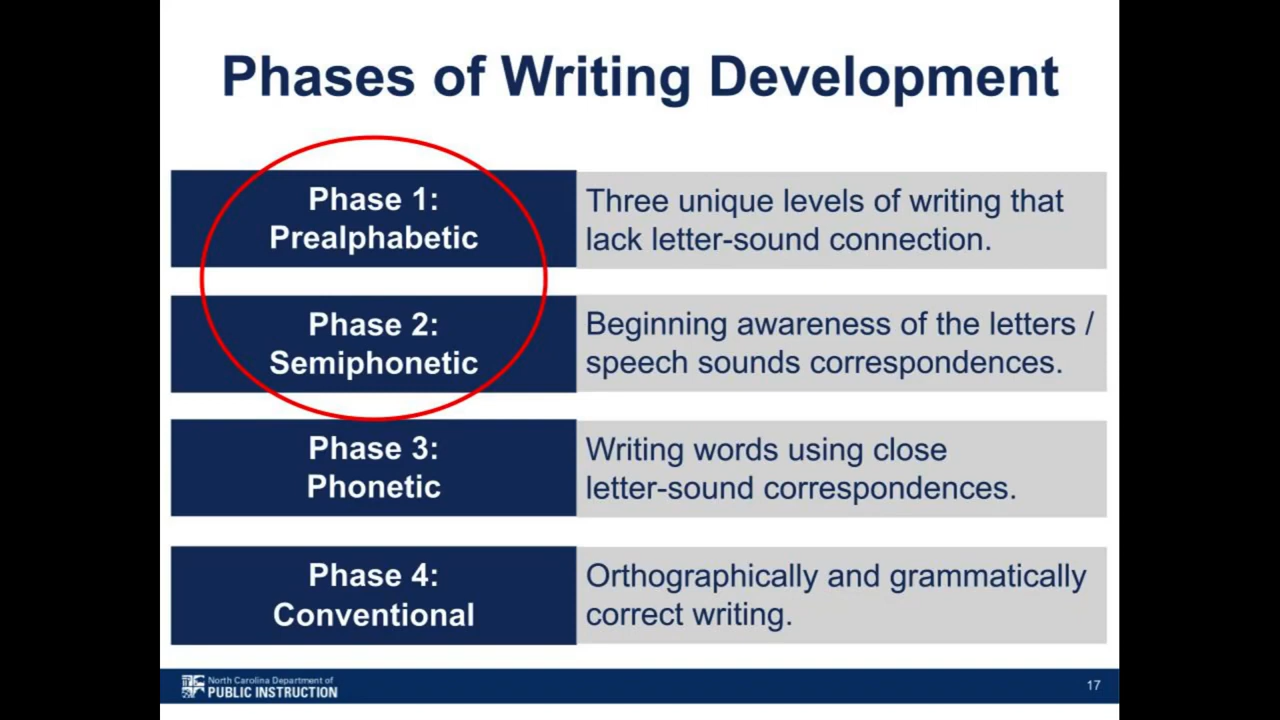 Phases of Writing Development
Phase 1:
Prealphabetic
Three unique levels of writing that
lack letter-sound connection.
Phase 2:
Semiphonetic
Beginning awareness of the letters /
speech sounds correspondences.
Phase 3:
Phonetic
Writing words using close
letter-sound correspondences.
Phase 4:
Conventional
Orthographically and grammatically
correct writing.
North Carolina Department of
PUBLIC INSTRUCTION
17